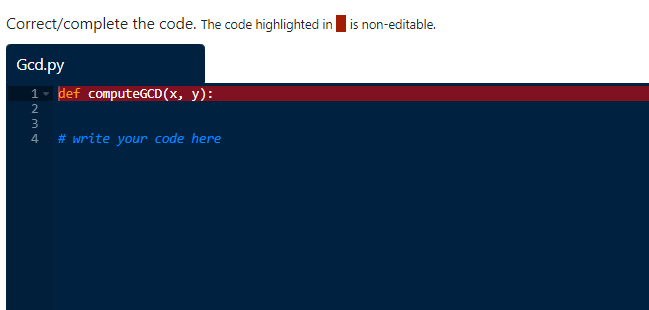 Correct/complete the code. The code highlighted in is non-editable.
Gcd.py
1 def computeGCD(x, y):
2
3
4 # write your code here